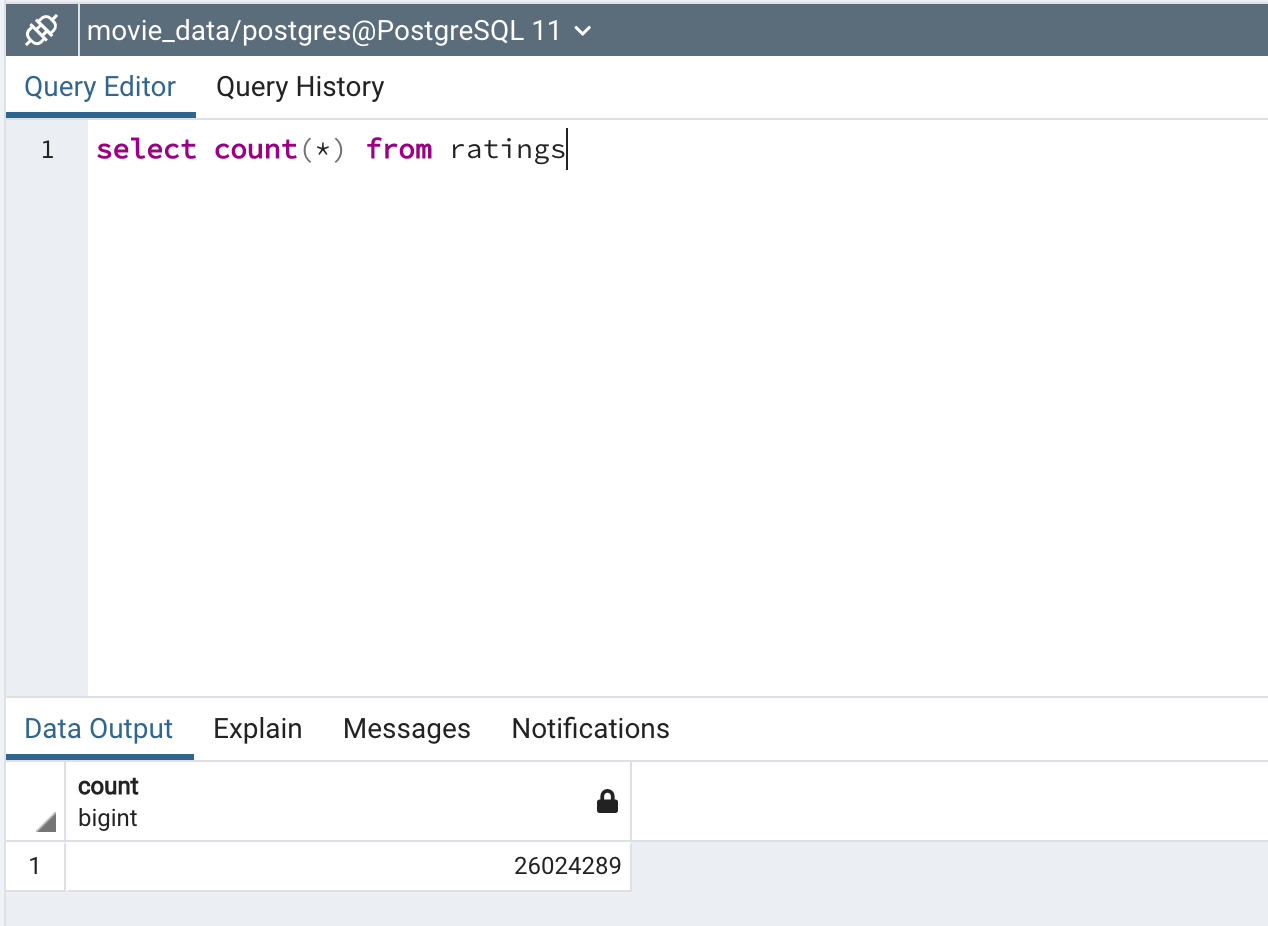 movie_data/postgres@PostgreSQL 11
Query Editor Query History
1 select count(*) from ratings
Data Output Explain Messages Notifications
count
bigint
1 26024289